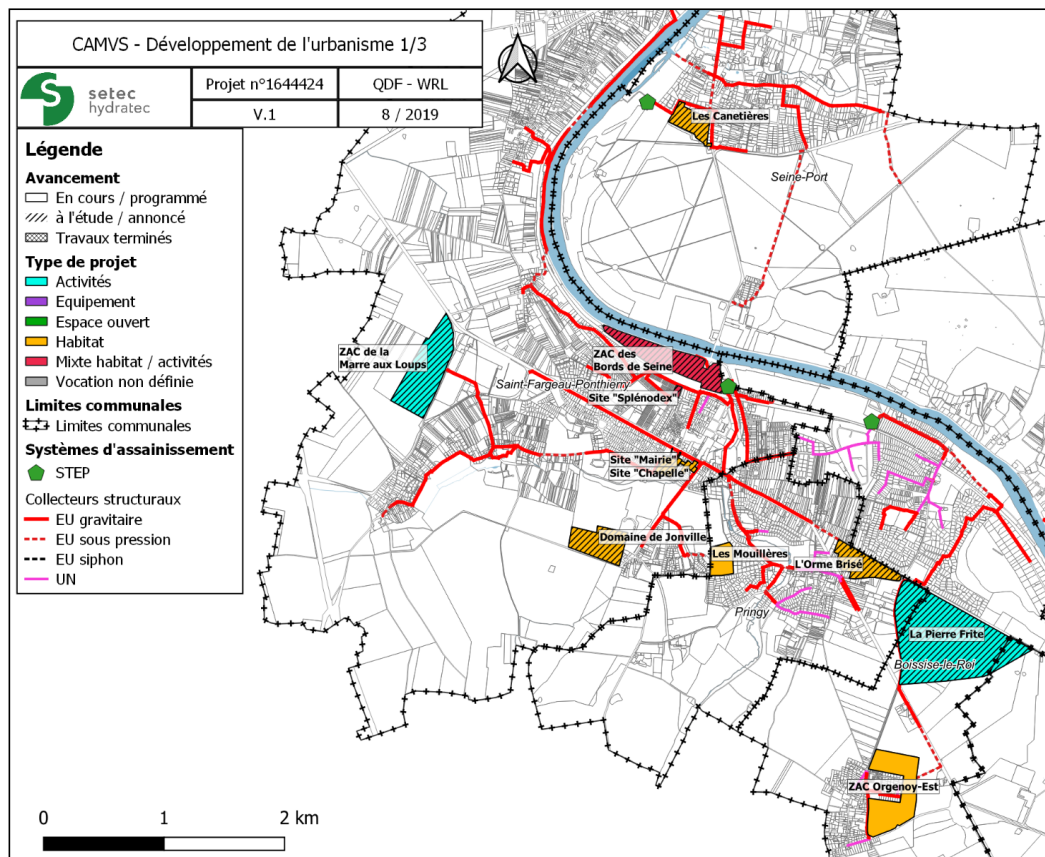 CAMVS - Développement de l'urbanisme 1/3
setec
hydratec
Projet n°1644424
QDF - WRL
V.1
8 / 2019
Légende
Avancement
En cours / programmé
à l'étude / annoncé
Travaux terminés
Type de projet
Activités
Equipement
Espace ouvert
Habitat
Mixte habitat / activités
Vocation non définie
Limites communales
Limites communales
Systèmes d'assainissement
STEP
Collecteurs structuraux
EU gravitaire
EU sous pression
EU siphon
UN
Les Canetières
Seine-Port
ZAC de la
Marre aux Loups
ZAC des
Bords de Seine
Saint-Fargeau-Ponthierry
Site "Splénodex"
Site "Mairie"
Site "Chapelle"
Domaine de Jonville
Les Mouillères
L'Orme Brisé
Pringy
La Pierre Frite
Boissise-le-Roi
ZAC Orgenoy-Est
0 1 2 km